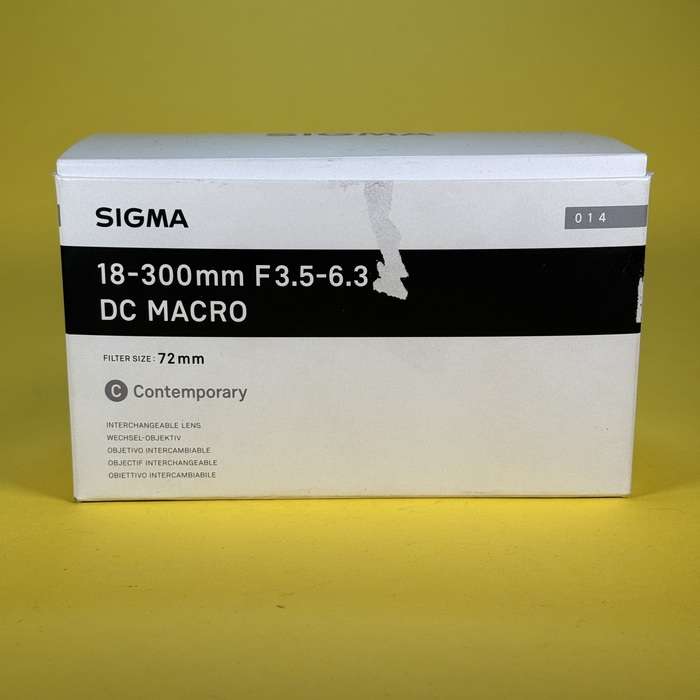 SIGMA
SIGMA
014
18-300mm F3.5-6.3
DC MACRO
FILTER SIZE: 72mm
C Contemporary
INTERCHANGEABLE LENS
WECHSEL-OBJEKTIV
OBJETIVO INTERCAMBIABLE
OBJECTIF INTERCHANGEABLE
OBIETTIVO INTERCAMBIABILE